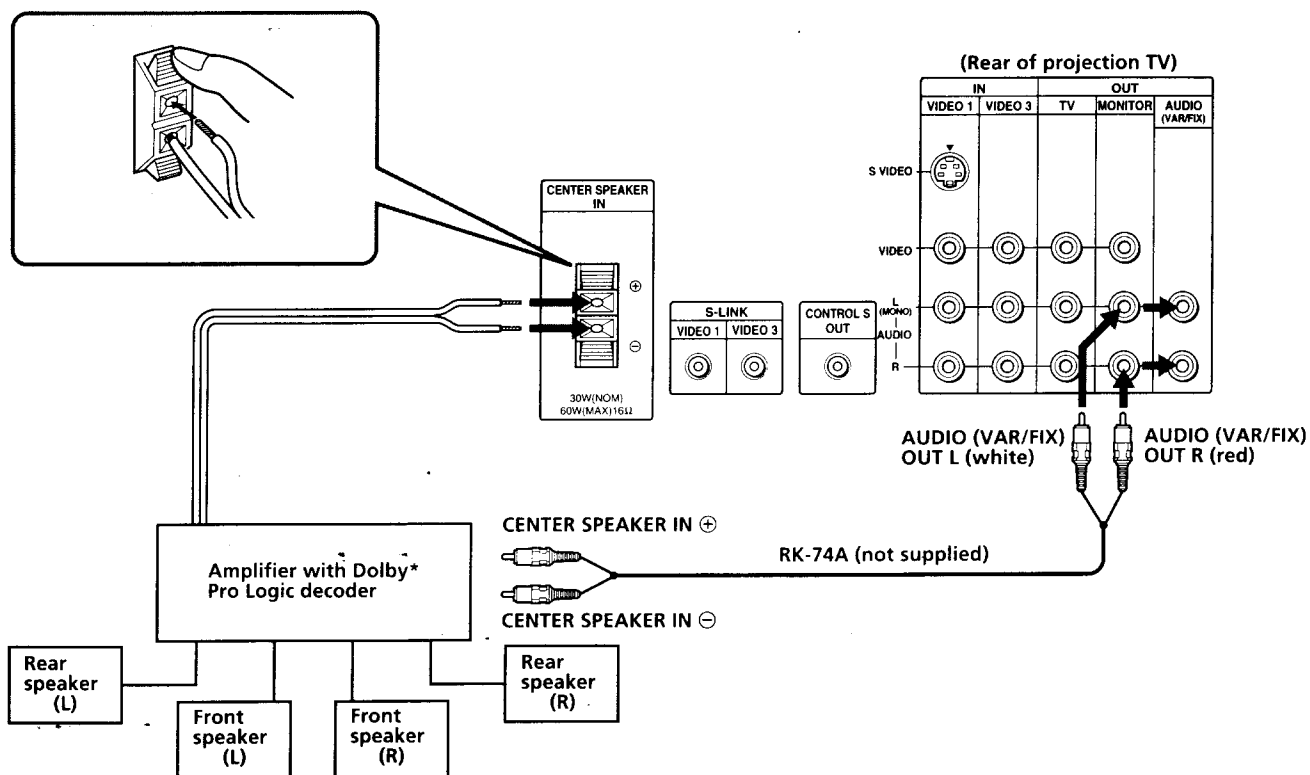 (Rear of projection TV)
IN OUT
VIDEO 1 VIDEO 3 TV MONITOR AUDIO
(VAR/FIX)
S VIDEO
VIDEO
L
(MONO)
AUDIO
R
CENTER SPEAKER
IN
⊕
⊖
30W(NOM)
60W(MAX)16Ω
S-LINK
VIDEO 1 VIDEO 3
CONTROL S
OUT
AUDIO (VAR/FIX)
OUT L (white)
AUDIO (VAR/FIX)
OUT R (red)
CENTER SPEAKER IN ⊕
RK-74A (not supplied)
CENTER SPEAKER IN ⊖
Amplifier with Dolby*
Pro Logic decoder
Rear
speaker
(L)
Front
speaker
(L)
Front
speaker
(R)
Rear
speaker
(R)